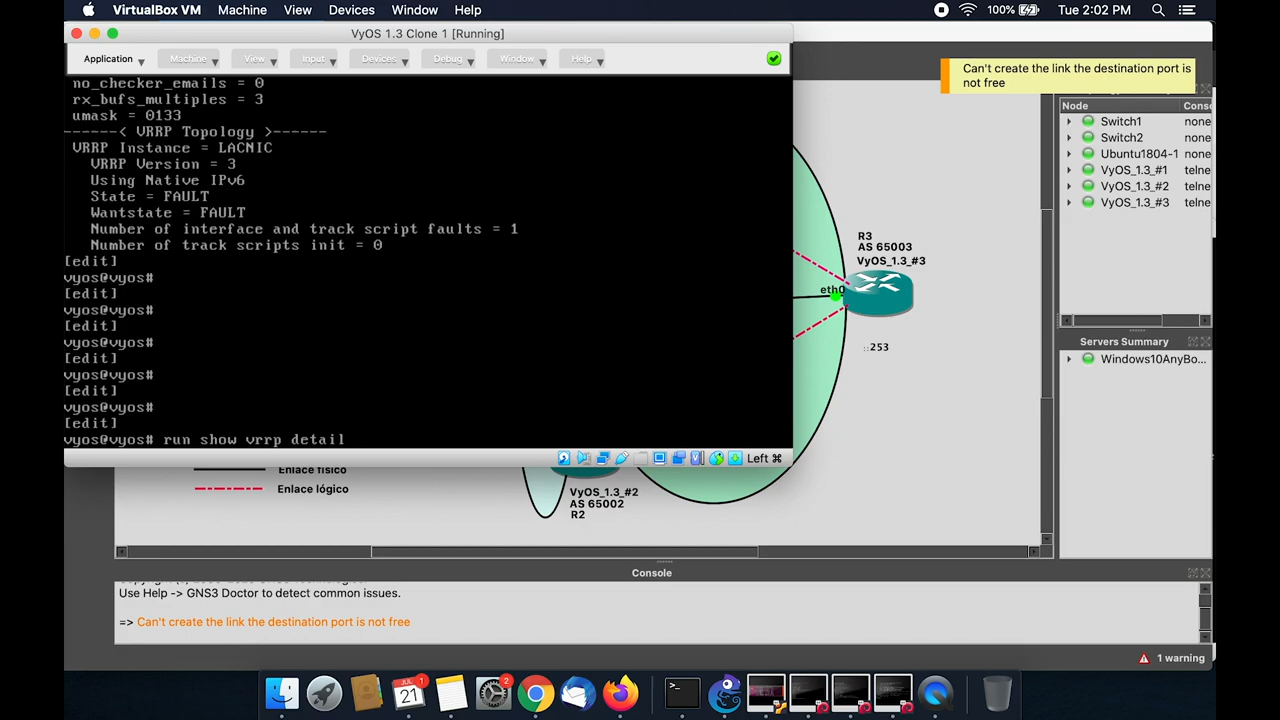 VirtualBox VM Machine View Devices Window Help
100% Tue 2:02 PM
VyOS 1.3 Clone 1 [Running]
Application Machine View Input Devices Debug Window Help
no_checker_emails = 0
rx_bufs_multiples = 3
umask = 0133
------< VRRP Topology >------
VRRP Instance = LACNIC
VRRP Version = 3
Using Native IPv6
State = FAULT
Wantstate = FAULT
Number of interface and track script faults = 1
Number of track scripts init = 0
[edit]
vyos@vyos#
[edit]
vyos@vyos#
[edit]
vyos@vyos#
[edit]
vyos@vyos#
[edit]
vyos@vyos#
[edit]
vyos@vyos# run show vrrp detail
Left ⌘
Can't create the link the destination port is
not free
Node Conso
Switch1 none
Switch2 none
Ubuntu1804-1 none
VyOS_1.3_#1 telne
VyOS_1.3_#2 telne
VyOS_1.3_#3 telne
R3
AS 65003
VyOS_1.3_#3
eth0
::253
Servers Summary
Windows10AnyBo...
Enlace físico
Enlace lógico
VyOS_1.3_#2
AS 65002
R2
Console
Use Help -> GNS3 Doctor to detect common issues.
=> Can't create the link the destination port is not free
1 warning
JUL
21
1
2